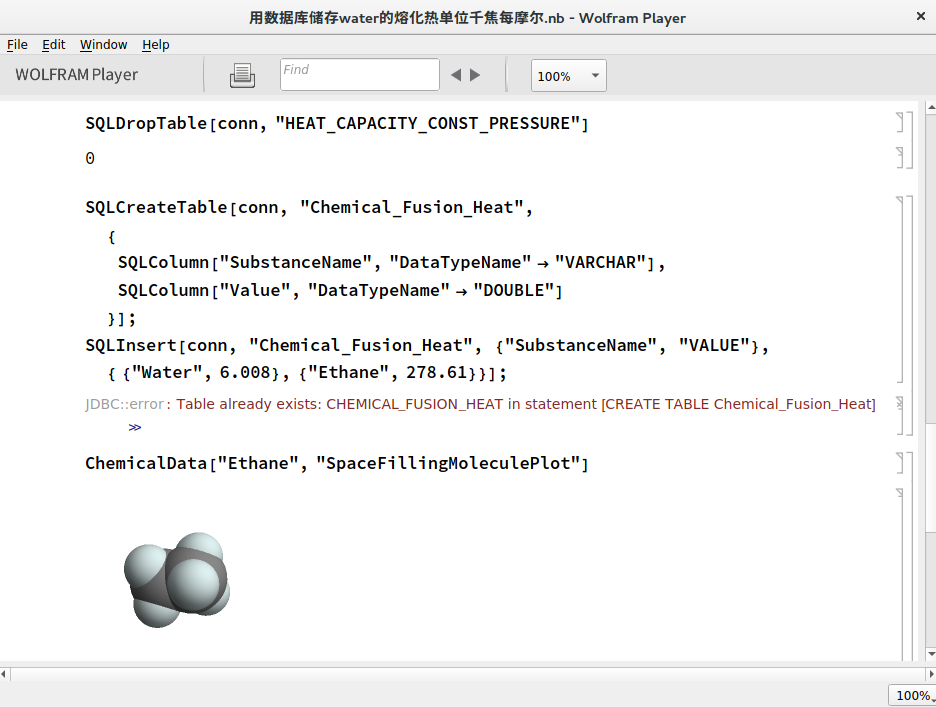 用数据库储存water的熔化热单位千焦每摩尔.nb - Wolfram Player
File Edit Window Help
WOLFRAM Player Find 100%
SQLDropTable[conn, "HEAT_CAPACITY_CONST_PRESSURE"]
0
SQLCreateTable[conn, "Chemical_Fusion_Heat",
{
SQLColumn["SubstanceName", "DataTypeName" → "VARCHAR"],
SQLColumn["Value", "DataTypeName" → "DOUBLE"]
}];
SQLInsert[conn, "Chemical_Fusion_Heat", {"SubstanceName", "VALUE"},
{ {"Water", 6.008}, {"Ethane", 278.61}}];
JDBC::error : Table already exists: CHEMICAL_FUSION_HEAT in statement [CREATE TABLE Chemical_Fusion_Heat]
>>
ChemicalData["Ethane", "SpaceFillingMoleculePlot"]
100%